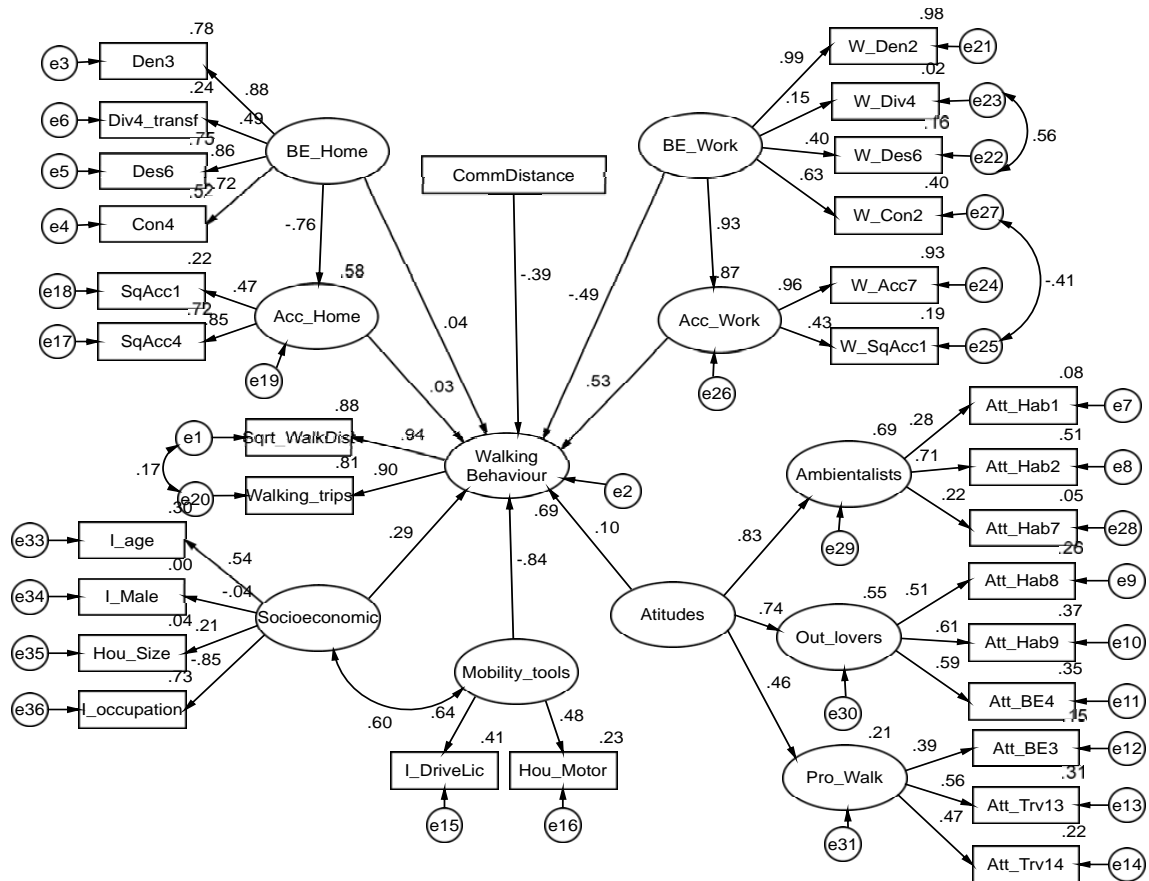 .78
.98
e3
Den3
.99
W_Den2
e21
.24
.88
.02
e6
Div4_transf
.49
.15
W_Div4
e23
.75
BE_Home
BE_Work
.16
.56
e5
Des6
.86
CommDistance
.40
W_Des6
e22
.52
.72
.63
.40
e4
Con4
W_Con2
e27
-.76
.93
.22
.58
-.39
-.49
.87
.93
-.41
e18
SqAcc1
.47
.96
W_Acc7
e24
.72
Acc_Home
.04
Acc_Work
.43
.19
e17
SqAcc4
.85
W_SqAcc1
e25
e19
.03
.53
e26
.08
.88
Att_Hab1
e7
e1
Sqrt_WalkDist
.94
.69
.28
.51
.17
.81
Walking
Behaviour
Ambientalists
.71
Att_Hab2
e8
e20
Walking_trips
.90
e2
.22
.05
.30
.69
.10
Att_Hab7
e28
e33
I_age
.29
.83
e29
.26
.00
.54
-.84
e34
I_Male
-.04
.55
.51
Att_Hab8
e9
.04
Socioeconomic
Atitudes
.74
.37
e35
Hou_Size
.21
Out_lovers
.61
Att_Hab9
e10
.73
-.85
Mobility_tools
.59
.35
e36
I_occupation
.46
Att_BE4
e11
.60
.64
.48
e30
.15
.41
.23
.21
.39
Att_BE3
e12
I_DriveLic
Hou_Motor
Pro_Walk
.56
.31
Att_Trv13
e13
e15
e16
e31
.47
.22
Att_Trv14
e14